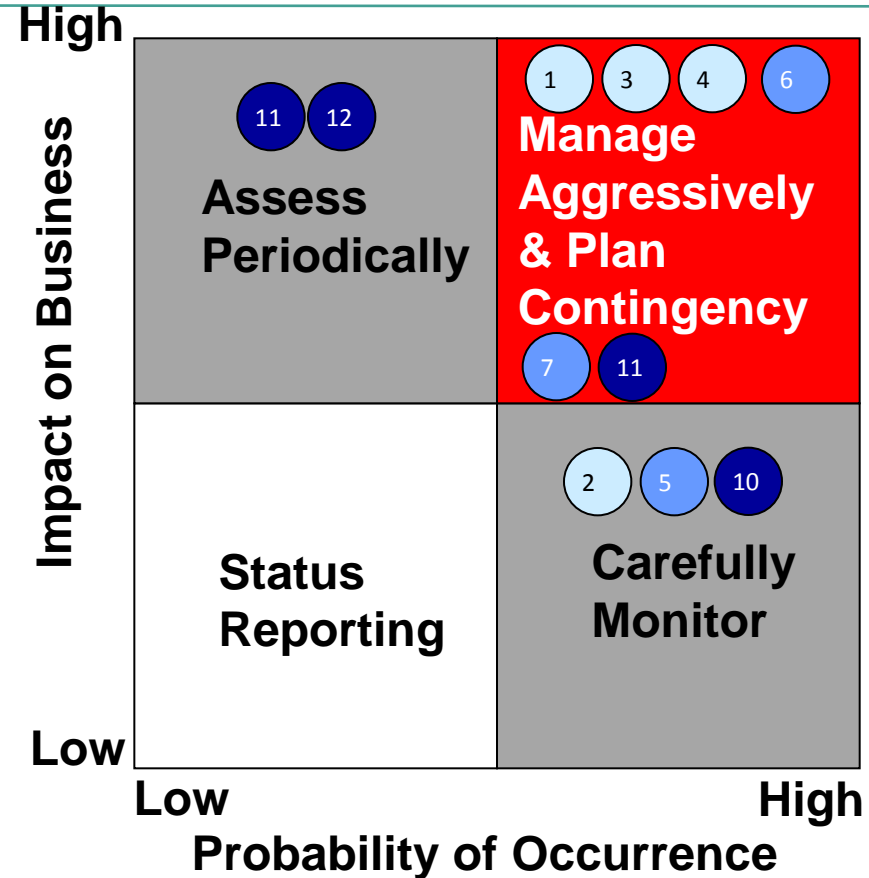 High
Impact on Business
11 12
Assess
Periodically
1 3 4 6
Manage
Aggressively
& Plan
Contingency
7 11
Status
Reporting
2 5 10
Carefully
Monitor
Low
Low
High
Probability of Occurrence